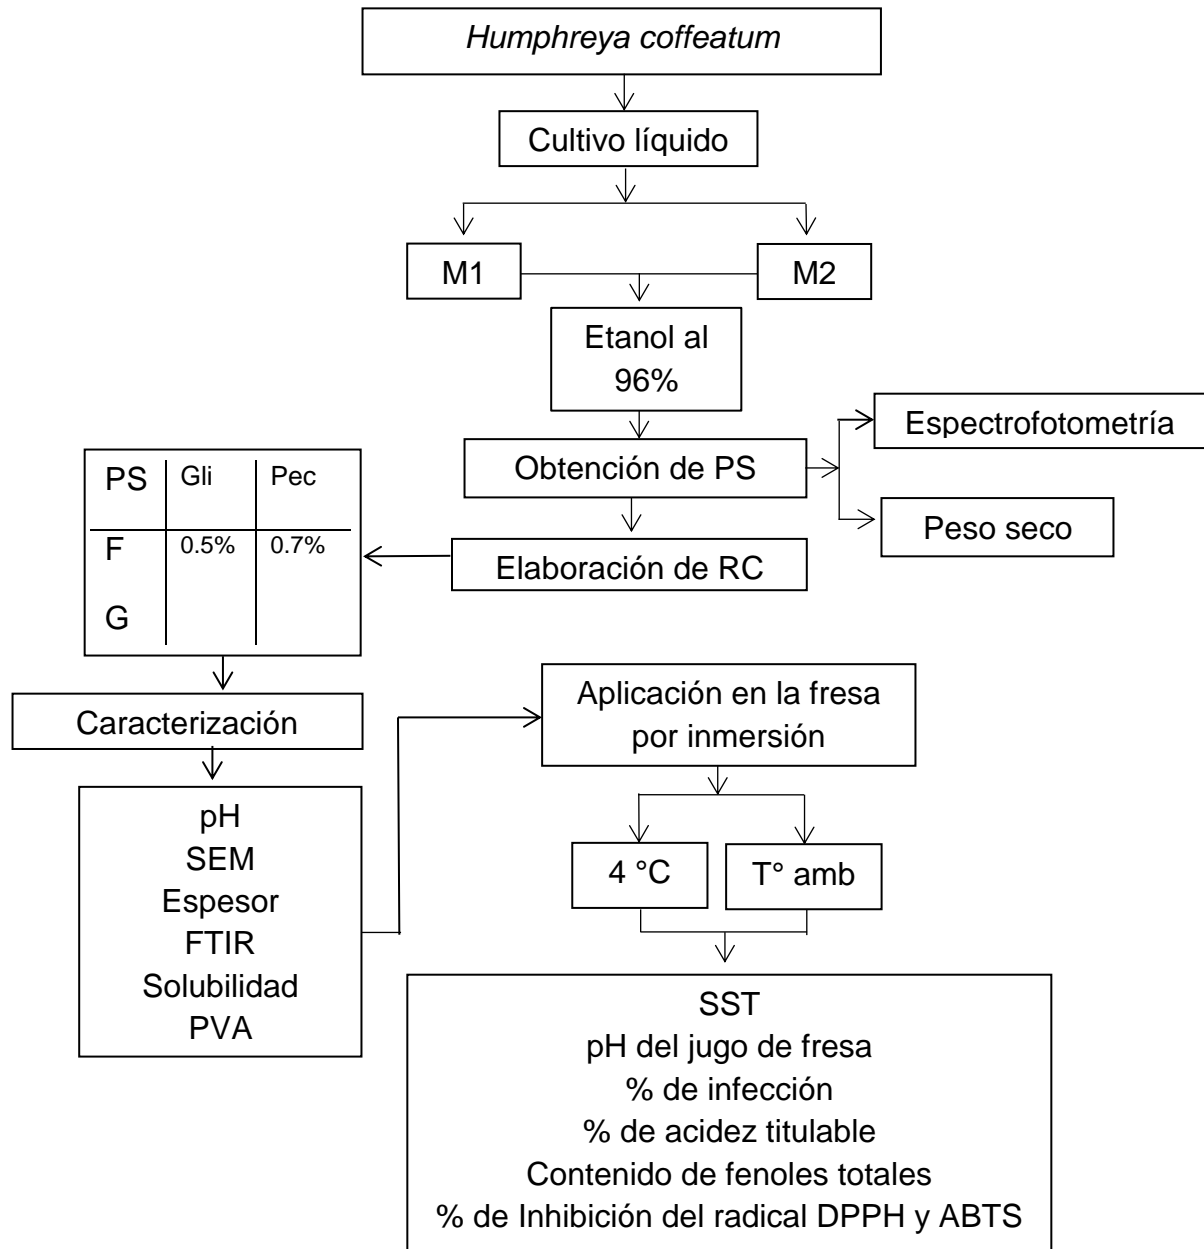 Humphreya coffeatum
Cultivo líquido
M1
M2
Etanol al
96%
Obtención de PS
Espectrofotometría
Peso seco
Elaboración de RC
PS Gli Pec
F 0.5% 0.7%
G
Caracterización
pH
SEM
Espesor
FTIR
Solubilidad
PVA
Aplicación en la fresa
por inmersión
4 °C
T° amb
SST
pH del jugo de fresa
% de infección
% de acidez titulable
Contenido de fenoles totales
% de Inhibición del radical DPPH y ABTS